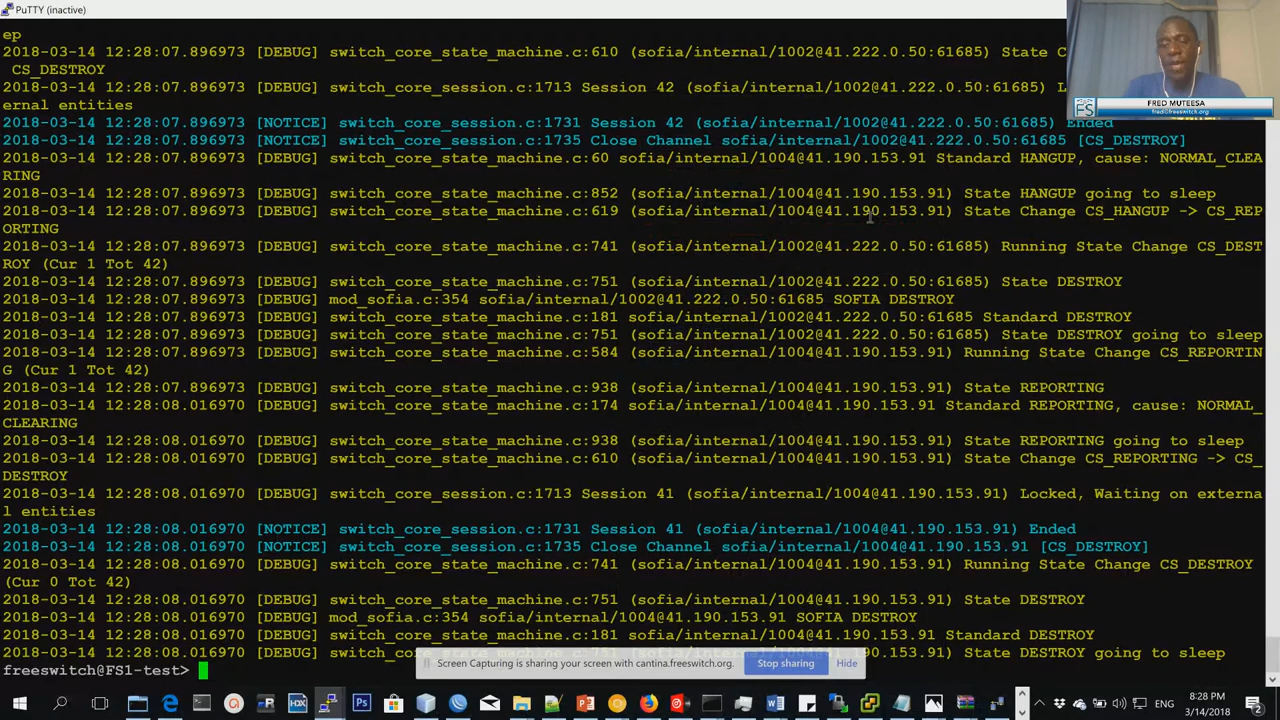 PuTTY (inactive)
ep
2018-03-14 12:28:07.896973 [DEBUG] switch_core_state_machine.c:610 (sofia/internal/1002@41.222.0.50:61685) State C
CS_DESTROY
2018-03-14 12:28:07.896973 [DEBUG] switch_core_session.c:1713 Session 42 (sofia/internal/1002@41.222.0.50:61685) L
ernal entities
2018-03-14 12:28:07.896973 [NOTICE] switch_core_session.c:1731 Session 42 (sofia/internal/1002@41.222.0.50:61685) Ended
2018-03-14 12:28:07.896973 [NOTICE] switch_core_session.c:1735 Close Channel sofia/internal/1002@41.222.0.50:61685 [CS_DESTROY]
2018-03-14 12:28:07.896973 [DEBUG] switch_core_state_machine.c:60 sofia/internal/1004@41.190.153.91 Standard HANGUP, cause: NORMAL_CLEA
RING
2018-03-14 12:28:07.896973 [DEBUG] switch_core_state_machine.c:852 (sofia/internal/1004@41.190.153.91) State HANGUP going to sleep
2018-03-14 12:28:07.896973 [DEBUG] switch_core_state_machine.c:619 (sofia/internal/1004@41.190.153.91) State Change CS_HANGUP -> CS_REP
ORTING
2018-03-14 12:28:07.896973 [DEBUG] switch_core_state_machine.c:741 (sofia/internal/1002@41.222.0.50:61685) Running State Change CS_DEST
ROY (Cur 1 Tot 42)
2018-03-14 12:28:07.896973 [DEBUG] switch_core_state_machine.c:751 (sofia/internal/1002@41.222.0.50:61685) State DESTROY
2018-03-14 12:28:07.896973 [DEBUG] mod_sofia.c:354 sofia/internal/1002@41.222.0.50:61685 SOFIA DESTROY
2018-03-14 12:28:07.896973 [DEBUG] switch_core_state_machine.c:181 sofia/internal/1002@41.222.0.50:61685 Standard DESTROY
2018-03-14 12:28:07.896973 [DEBUG] switch_core_state_machine.c:751 (sofia/internal/1002@41.222.0.50:61685) State DESTROY going to sleep
2018-03-14 12:28:07.896973 [DEBUG] switch_core_state_machine.c:584 (sofia/internal/1004@41.190.153.91) Running State Change CS_REPORTIN
G (Cur 1 Tot 42)
2018-03-14 12:28:07.896973 [DEBUG] switch_core_state_machine.c:938 (sofia/internal/1004@41.190.153.91) State REPORTING
2018-03-14 12:28:08.016970 [DEBUG] switch_core_state_machine.c:174 sofia/internal/1004@41.190.153.91 Standard REPORTING, cause: NORMAL_
CLEARING
2018-03-14 12:28:08.016970 [DEBUG] switch_core_state_machine.c:938 (sofia/internal/1004@41.190.153.91) State REPORTING going to sleep
2018-03-14 12:28:08.016970 [DEBUG] switch_core_state_machine.c:610 (sofia/internal/1004@41.190.153.91) State Change CS_REPORTING -> CS_
DESTROY
2018-03-14 12:28:08.016970 [DEBUG] switch_core_session.c:1713 Session 41 (sofia/internal/1004@41.190.153.91) Locked, Waiting on externa
l entities
2018-03-14 12:28:08.016970 [NOTICE] switch_core_session.c:1731 Session 41 (sofia/internal/1004@41.190.153.91) Ended
2018-03-14 12:28:08.016970 [NOTICE] switch_core_session.c:1735 Close Channel sofia/internal/1004@41.190.153.91 [CS_DESTROY]
2018-03-14 12:28:08.016970 [DEBUG] switch_core_state_machine.c:741 (sofia/internal/1004@41.190.153.91) Running State Change CS_DESTROY
(Cur 0 Tot 42)
2018-03-14 12:28:08.016970 [DEBUG] switch_core_state_machine.c:751 (sofia/internal/1004@41.190.153.91) State DESTROY
2018-03-14 12:28:08.016970 [DEBUG] mod_sofia.c:354 sofia/internal/1004@41.190.153.91 SOFIA DESTROY
2018-03-14 12:28:08.016970 [DEBUG] switch_core_state_machine.c:181 sofia/internal/1004@41.190.153.91 Standard DESTROY
2018-03-14 12:28:08.016970 [DEBUG] switch_core_state_machine.c:751 (sofia/internal/1004@41.190.153.91) State DESTROY going to sleep
freeswitch@FS1-test>
FS
FRED MUTEESA
fred@freeswitch.org
Screen Capturing is sharing your screen with cantina.freeswitch.org. Stop sharing Hide
ENG
8:28 PM
3/14/2018
2